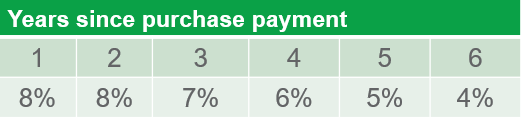 Years since purchase payment
1 2 3 4 5 6
8% 8% 7% 6% 5% 4%